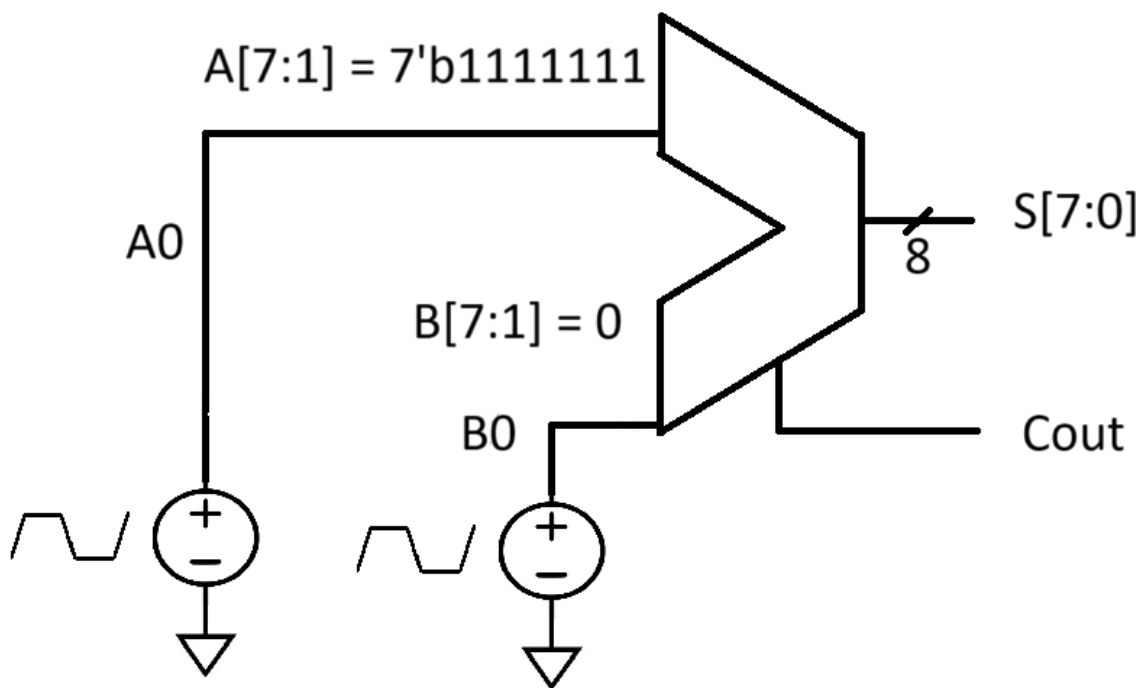 A[7:1] = 7'b1111111
A0
S[7:0]
8
B[7:1] = 0
B0
Cout
+
−
+
−